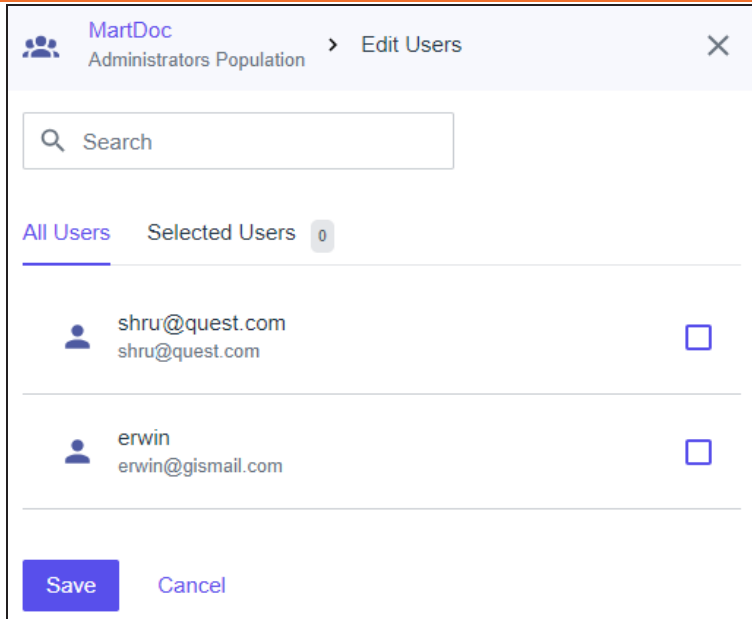 MartDoc
Administrators Population
Edit Users
Search
All Users Selected Users 0
shru@quest.com
shru@quest.com
erwin
erwin@gismail.com
Save Cancel